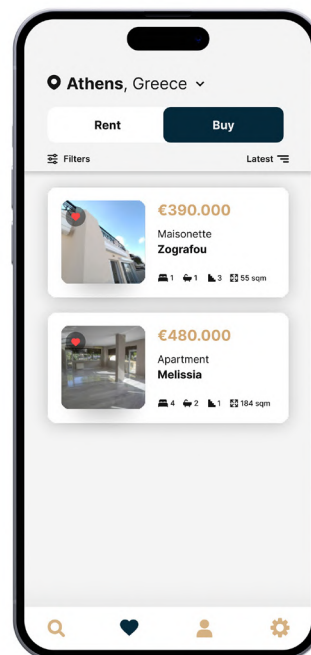 Athens, Greece
Rent Buy
Filters Latest
€390.000
Maisonette
Zografou
1 1 3 55 sqm
€480.000
Apartment
Melissia
4 2 1 184 sqm